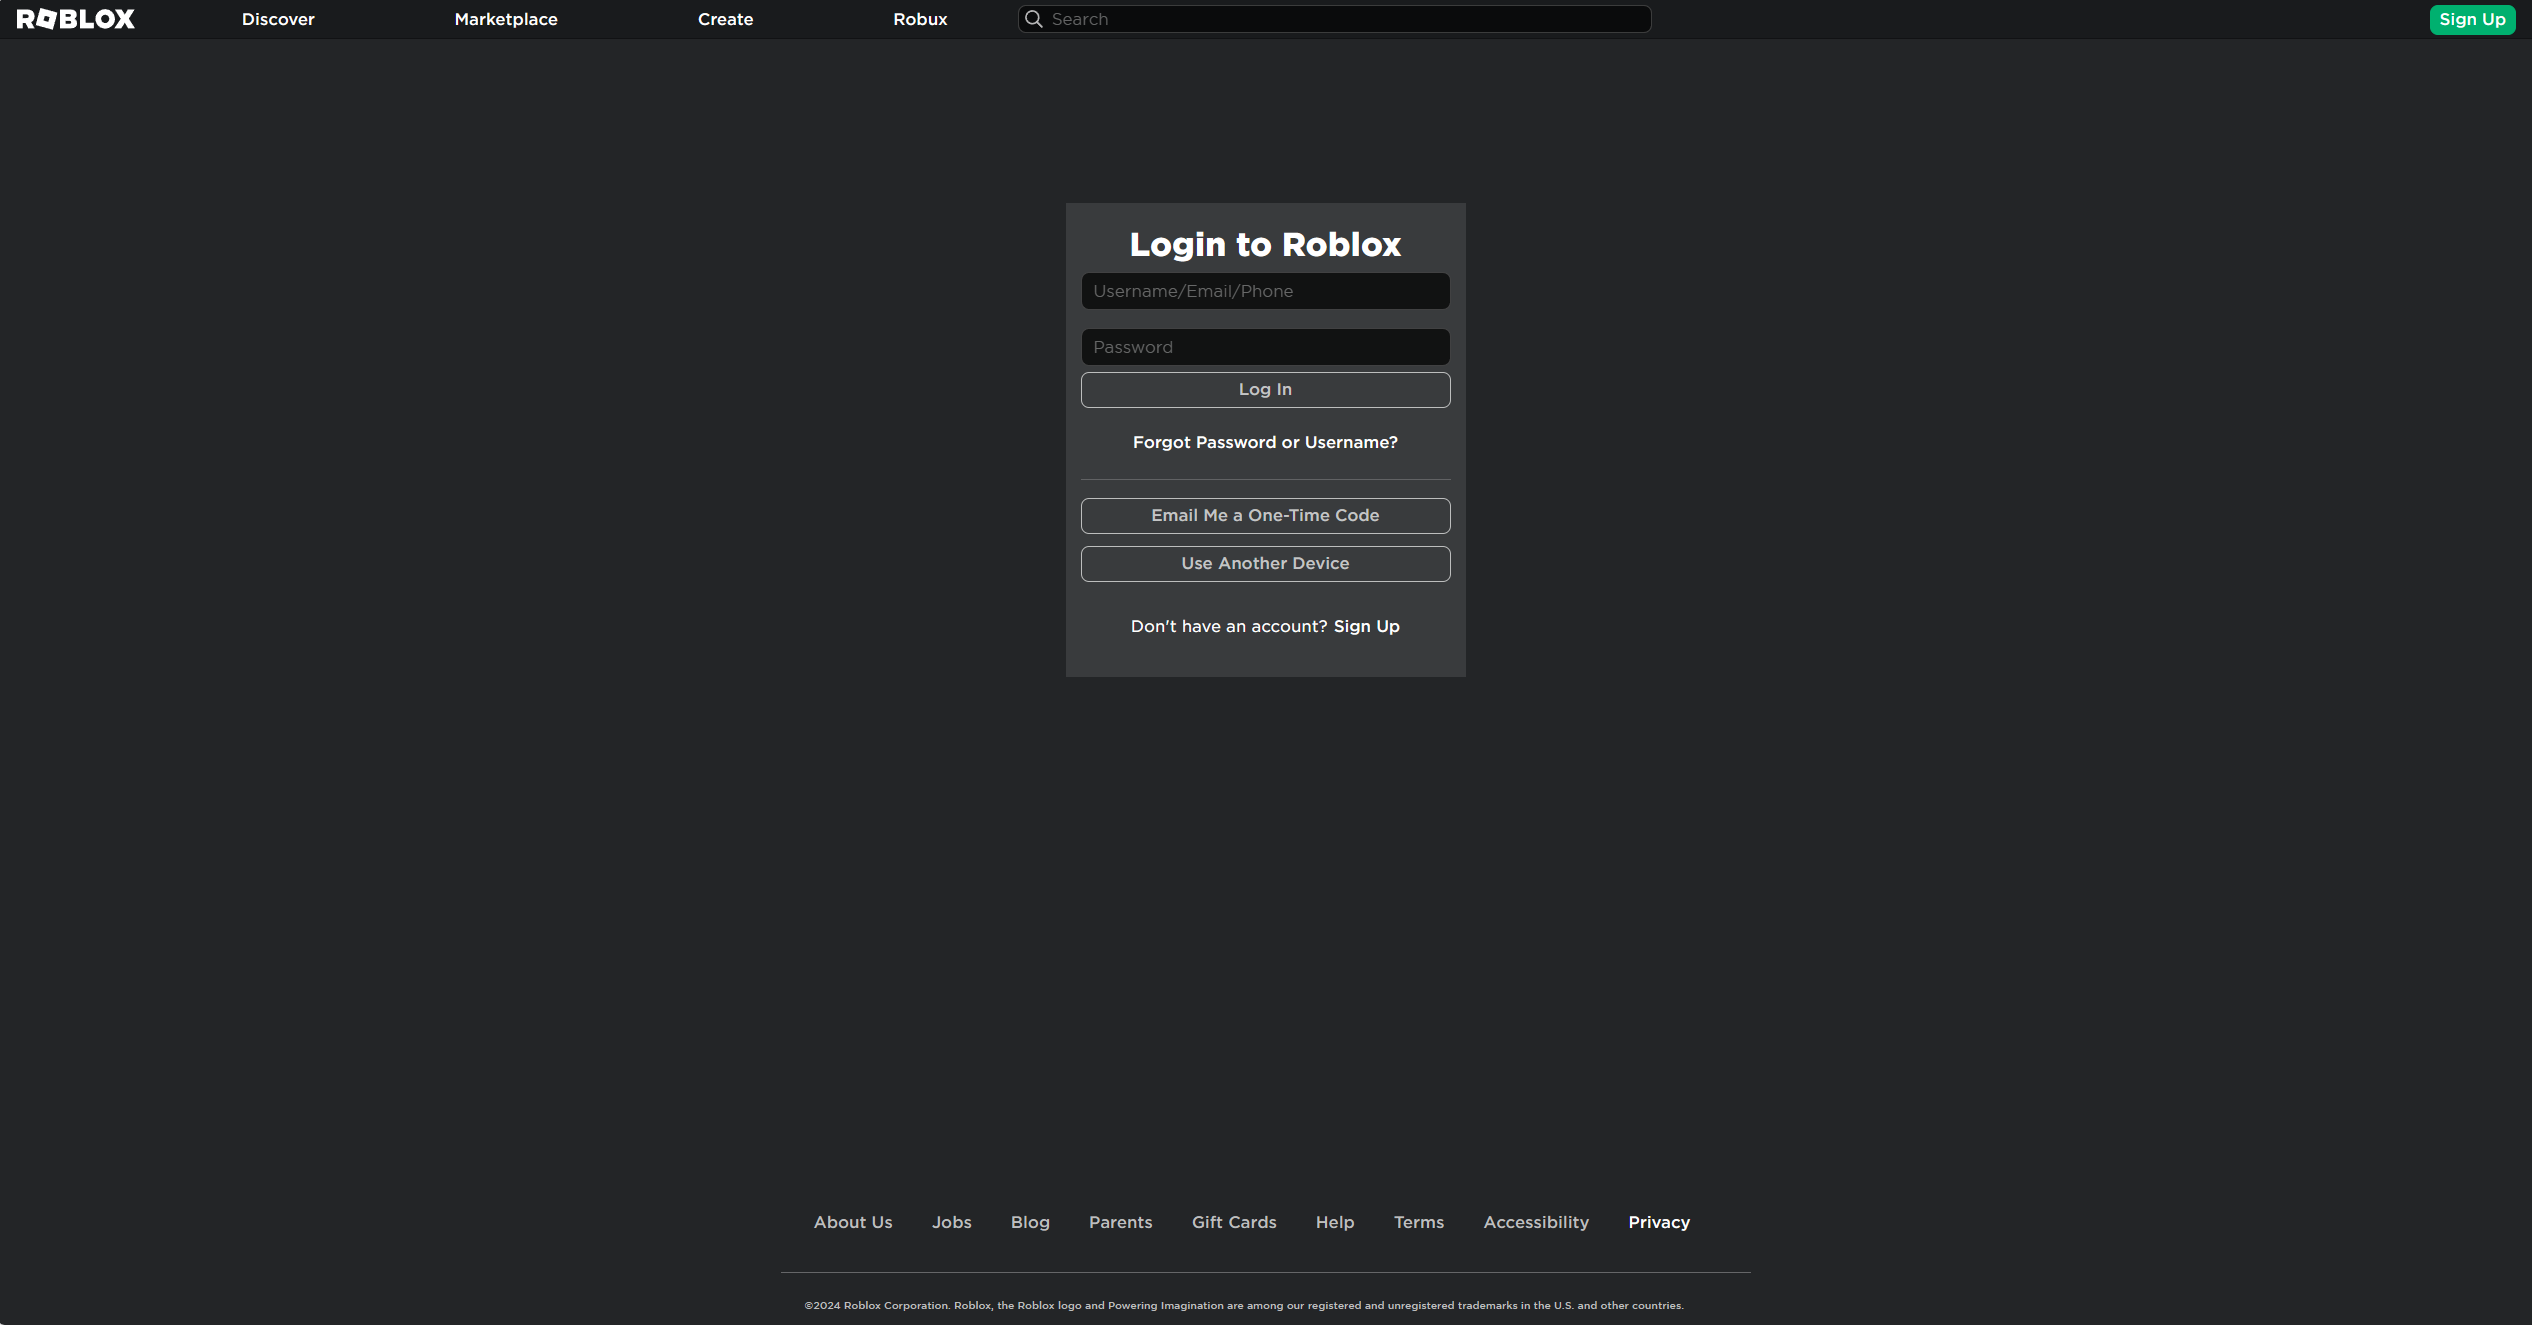 ROBLOX
Discover
Marketplace
Create
Robux
Search
Sign Up
Login to Roblox
Username/Email/Phone
Password
Log In
Forgot Password or Username?
Email Me a One-Time Code
Use Another Device
Don't have an account? Sign Up
About Us
Jobs
Blog
Parents
Gift Cards
Help
Terms
Accessibility
Privacy
©2024 Roblox Corporation. Roblox, the Roblox logo and Powering Imagination are among our registered and unregistered trademarks in the U.S. and other countries.